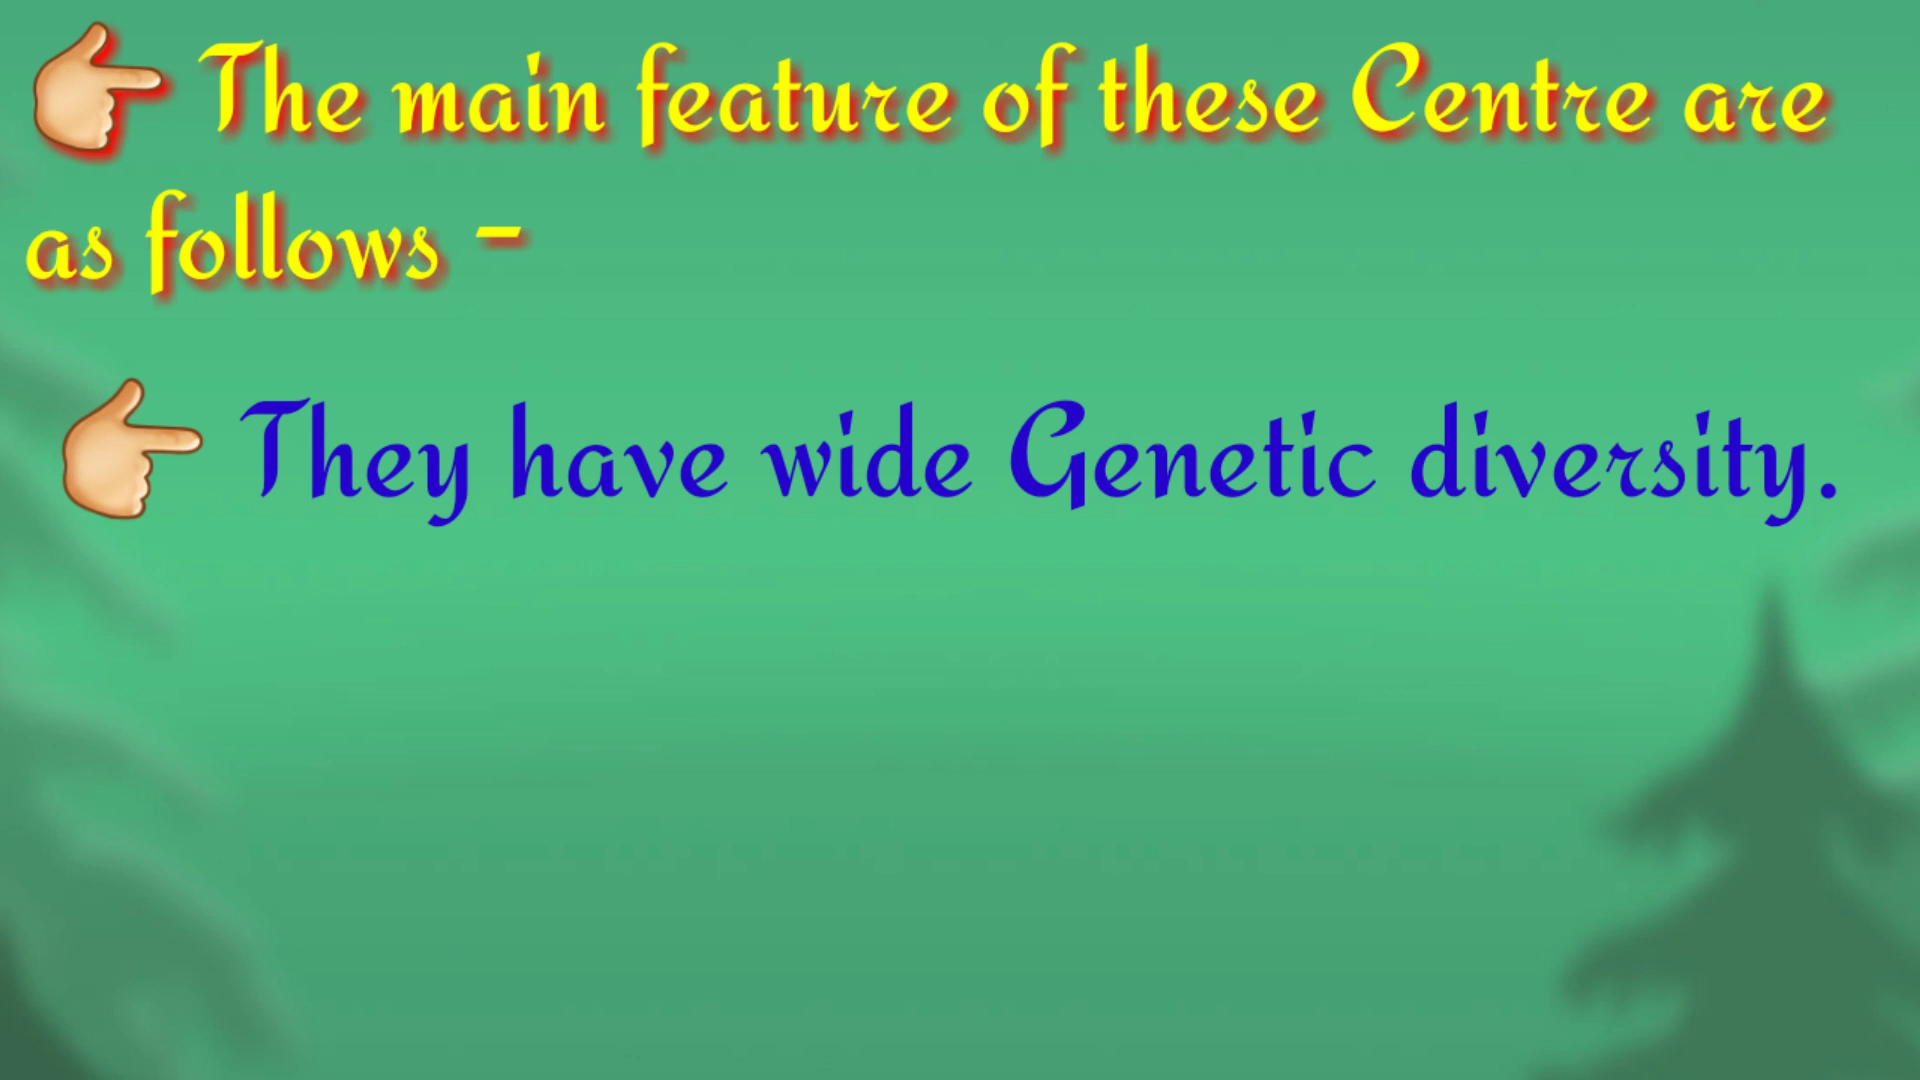 👉 The main feature of these Centre are
as follows -
👉 They have wide Genetic diversity.